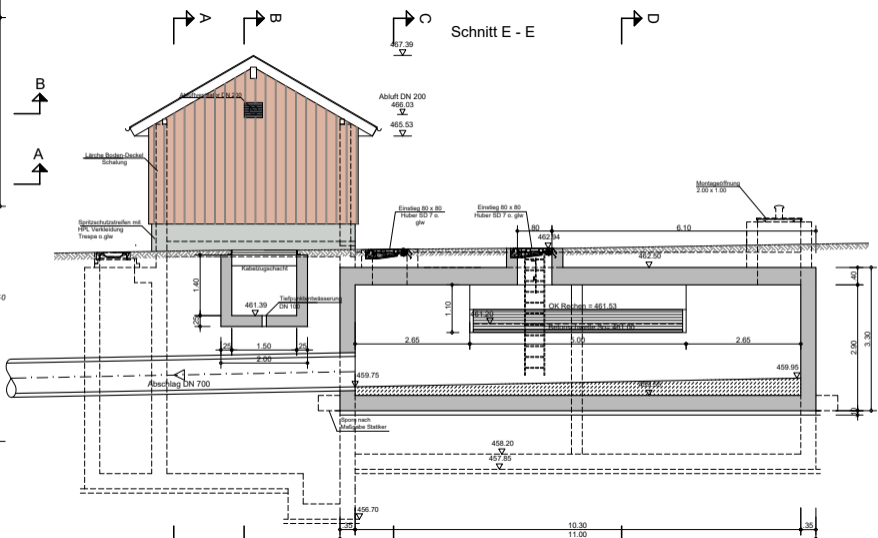 A
B
C
D
Schnitt E - E
467.39
B
Abluft DN 200
466.03
465.53
A
Lärche Boden-Deckel
Schalung
Montageöffnung
2.00 x 1.00
Spritzschutzstreifen mit
HPL Verkleidung
Trespa o.glw
Einstieg 80 x 80
Huber SD 7 o.
glw
Einstieg 80 x 80
Huber SD 7 o. glw
80
6.10
462.94
462.50
Kabelzugschacht
1.40
25
461.39
Tiefpunktentwässerung
DN 100
40
1.10
461.20
OK Rechen = 461.53
2.90
3.30
25
1.50
25
2.00
2.65
5.00
2.65
459.75
459.95
Abschlag DN 700
Sporn nach
Maßgabe Statiker
10
458.20
457.85
456.70
35
10.30
35
11.00